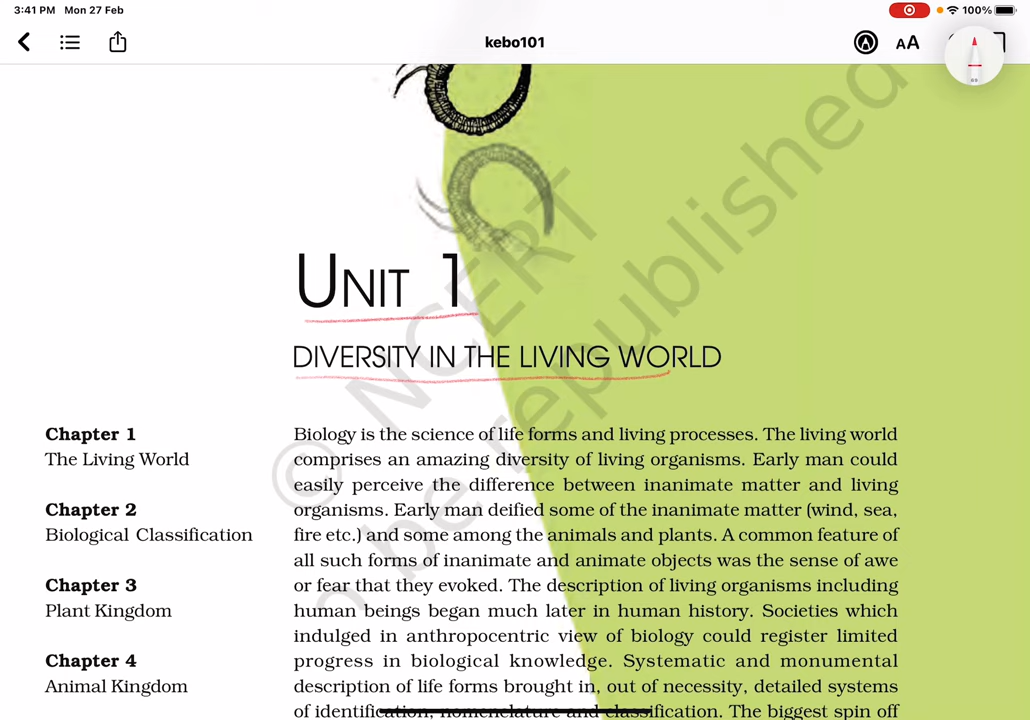 3:41 PM Mon 27 Feb
100%
kebo101
AA
UNIT 1
DIVERSITY IN THE LIVING WORLD
Chapter 1
The Living World
Chapter 2
Biological Classification
Chapter 3
Plant Kingdom
Chapter 4
Animal Kingdom
Biology is the science of life forms and living processes. The living world
comprises an amazing diversity of living organisms. Early man could
easily perceive the difference between inanimate matter and living
organisms. Early man deified some of the inanimate matter (wind, sea,
fire etc.) and some among the animals and plants. A common feature of
all such forms of inanimate and animate objects was the sense of awe
or fear that they evoked. The description of living organisms including
human beings began much later in human history. Societies which
indulged in anthropocentric view of biology could register limited
progress in biological knowledge. Systematic and monumental
description of life forms brought in, out of necessity, detailed systems
of identification, nomenclature and classification. The biggest spin off
© NCERT
be republished